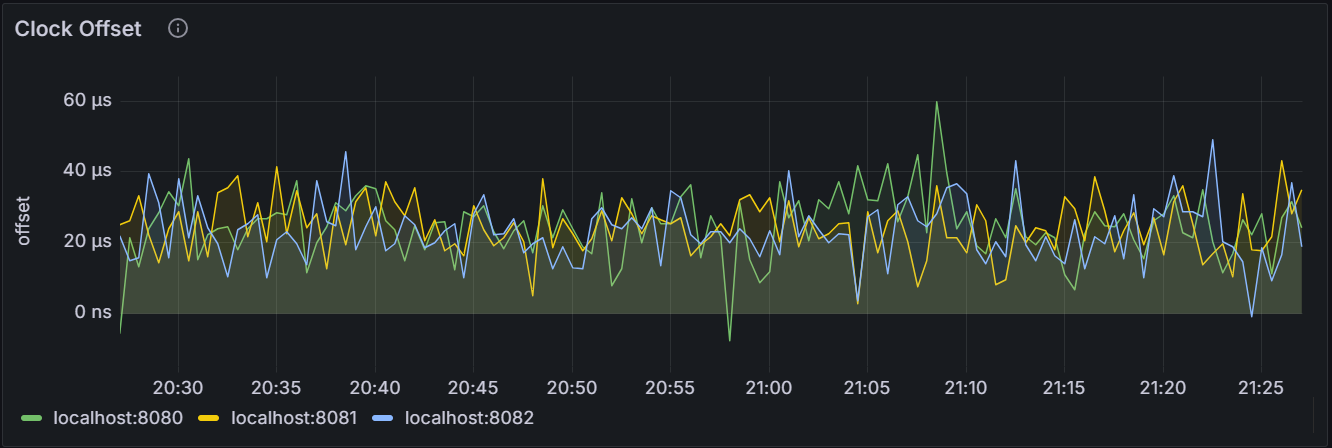 Clock Offset
60 µs
40 µs
20 µs
0 ns
offset
20:30 20:35 20:40 20:45 20:50 20:55 21:00 21:05 21:10 21:15 21:20 21:25
localhost:8080 localhost:8081 localhost:8082